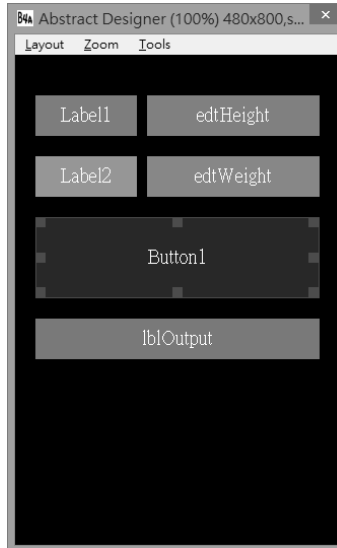 B4A Abstract Designer (100%) 480x800,s... ×
Layout Zoom Tools
Label1 edtHeight
Label2 edtWeight
Button1
lblOutput